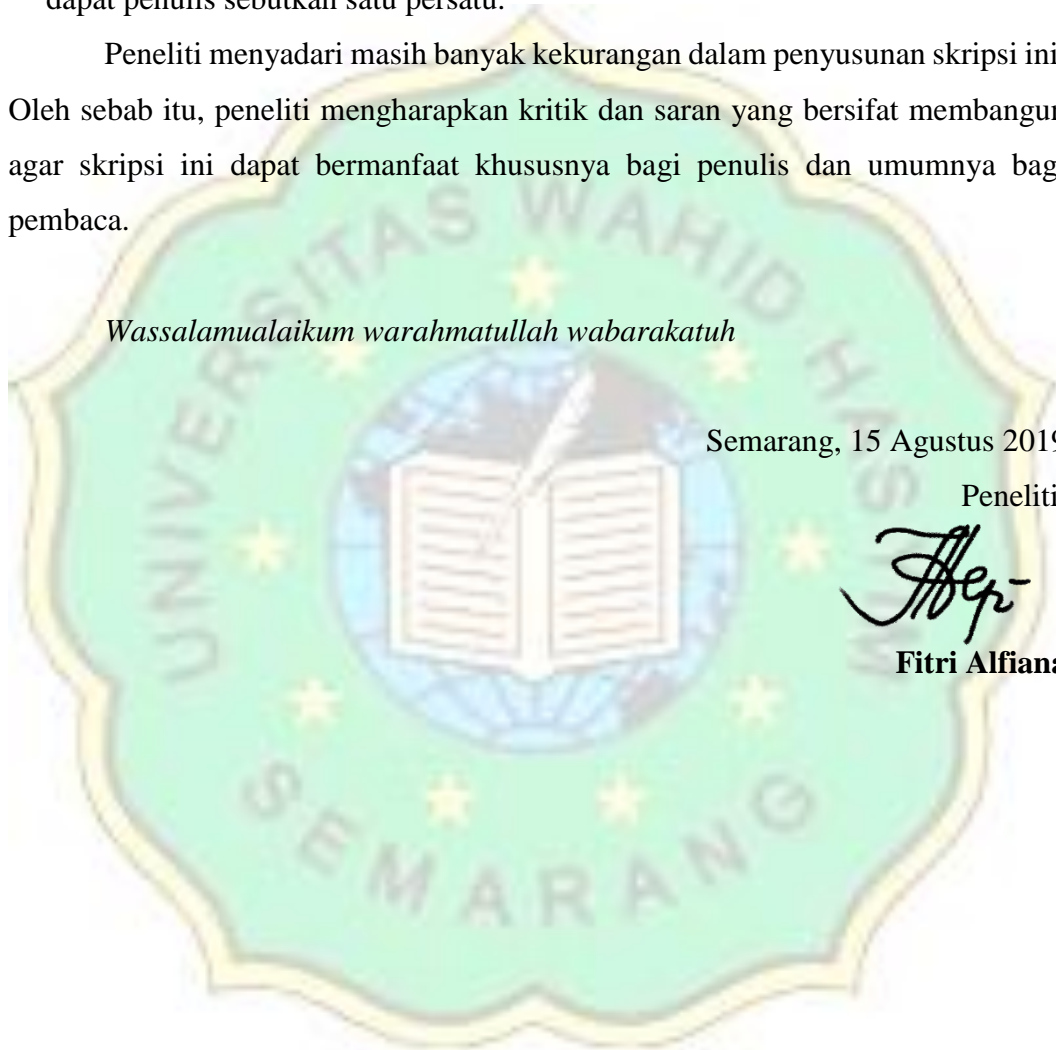 dapat penulis sebutkan satu persatu.
Peneliti menyadari masih banyak kekurangan dalam penyusunan skripsi ini
Oleh sebab itu, peneliti mengharapkan kritik dan saran yang bersifat membangun
agar skripsi ini dapat bermanfaat khususnya bagi penulis dan umumnya bagi
pembaca.
UNIVERSITAS WAHID HASYIM
Wassalamualaikum warahmatullah wabarakatuh
Semarang, 15 Agustus 2019
Peneliti
Fitri Alfiana
SEMARANG